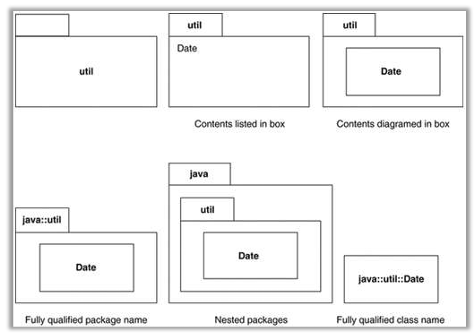 util
util
Date
Contents listed in box
util
Date
Contents diagramed in box
java::util
Date
Fully qualified package name
java
util
Date
Nested packages
java::util::Date
Fully qualified class name